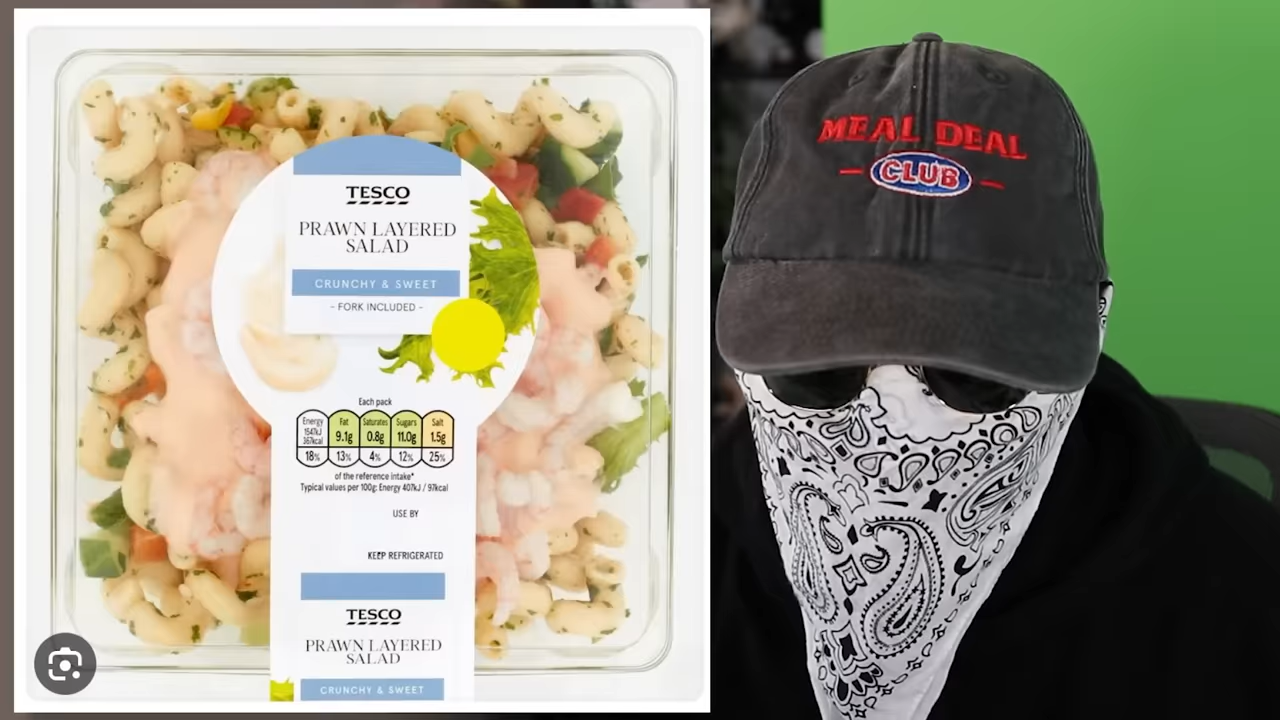 TESCO
PRAWN LAYERED
SALAD
CRUNCHY & SWEET
- FORK INCLUDED -
Each pack
Energy
1547kJ
367kcal
18%
Fat
9.1g
13%
Saturates
0.8g
4%
Sugars
11.0g
12%
Salt
1.5g
25%
of the reference intake*
Typical values per 100g: Energy 407kJ / 97kcal
USE BY
KEEP REFRIGERATED
TESCO
PRAWN LAYERED
SALAD
CRUNCHY & SWEET
MEAL DEAL
CLUB